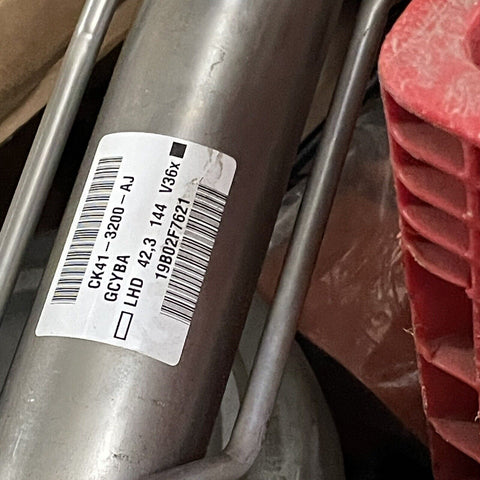 CK41-3200-AJ
GCYBA
LHD 42,3 144 V36x
19B02F7621